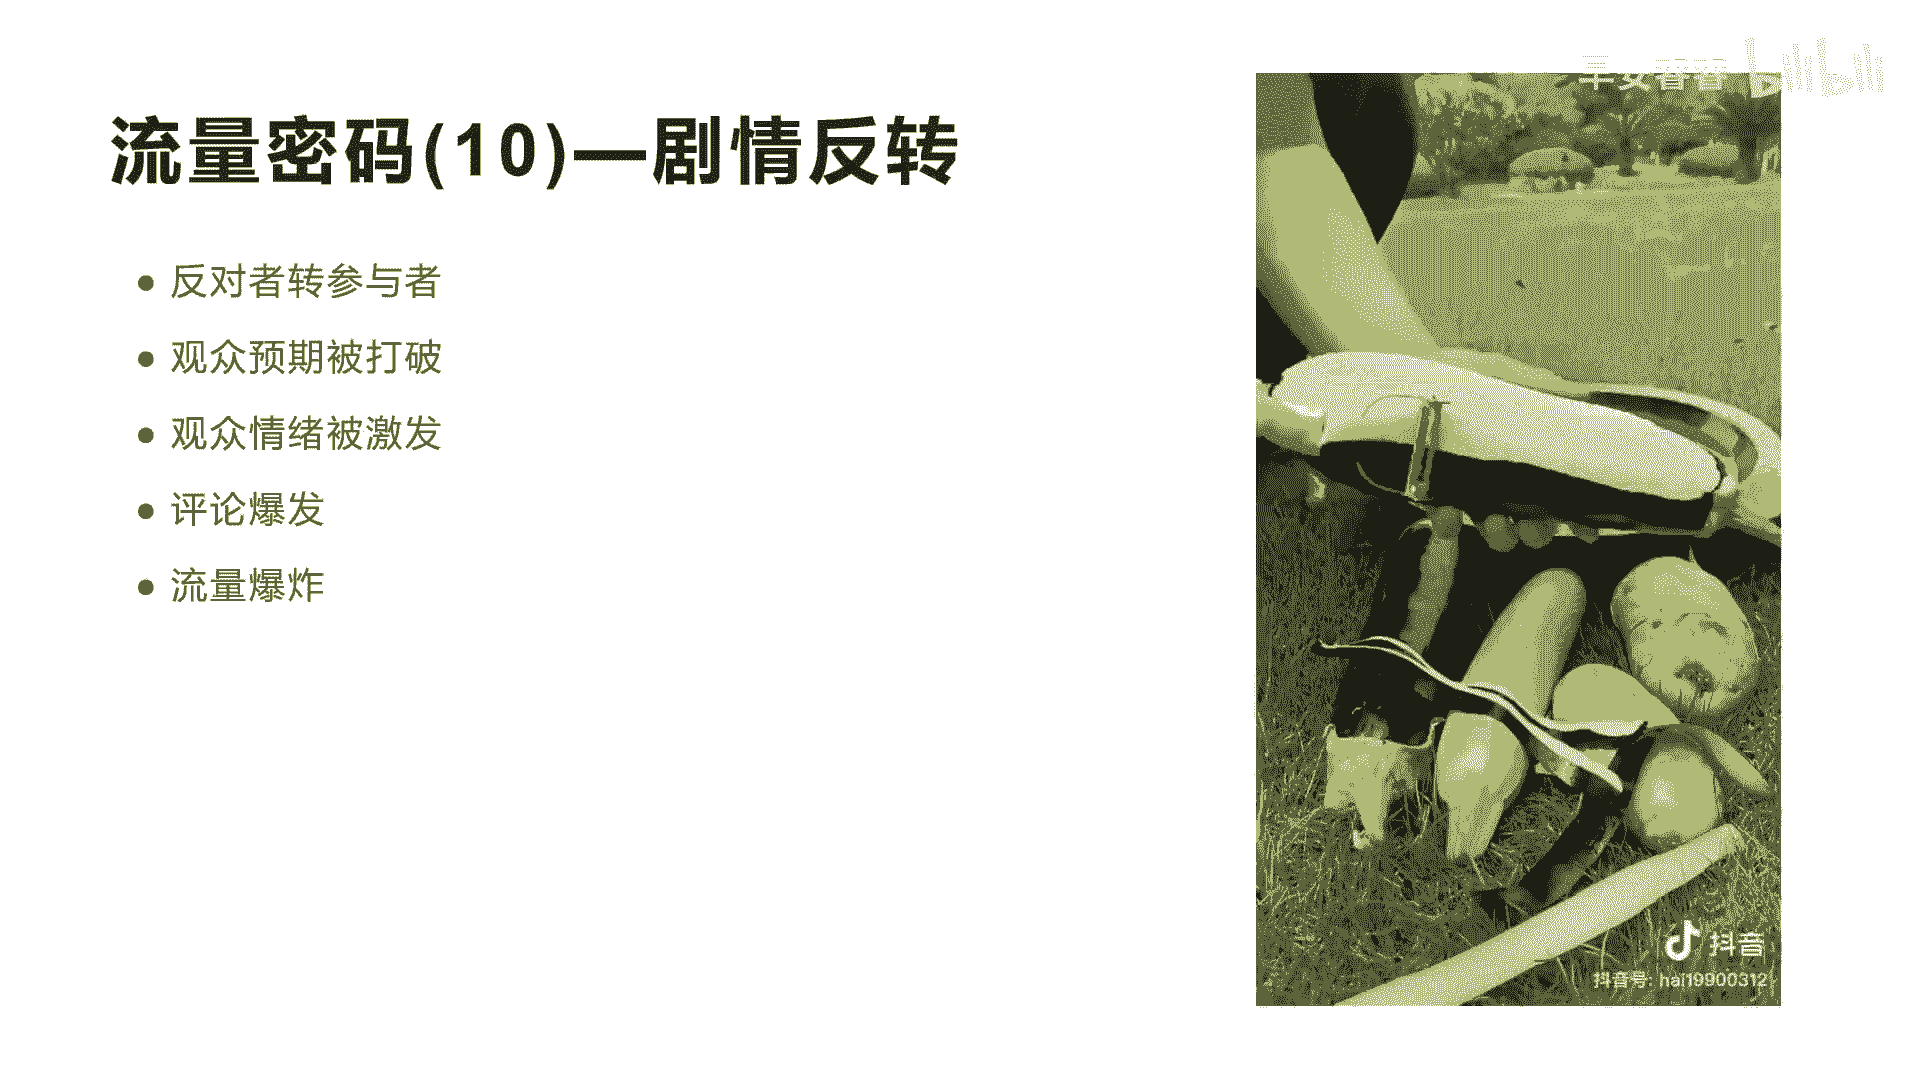 早安睿睿 bilibili
流量密码(10)—剧情反转
反对者转参与者
观众预期被打破
观众情绪被激发
评论爆发
流量爆炸
抖音
抖音号: hai19900312